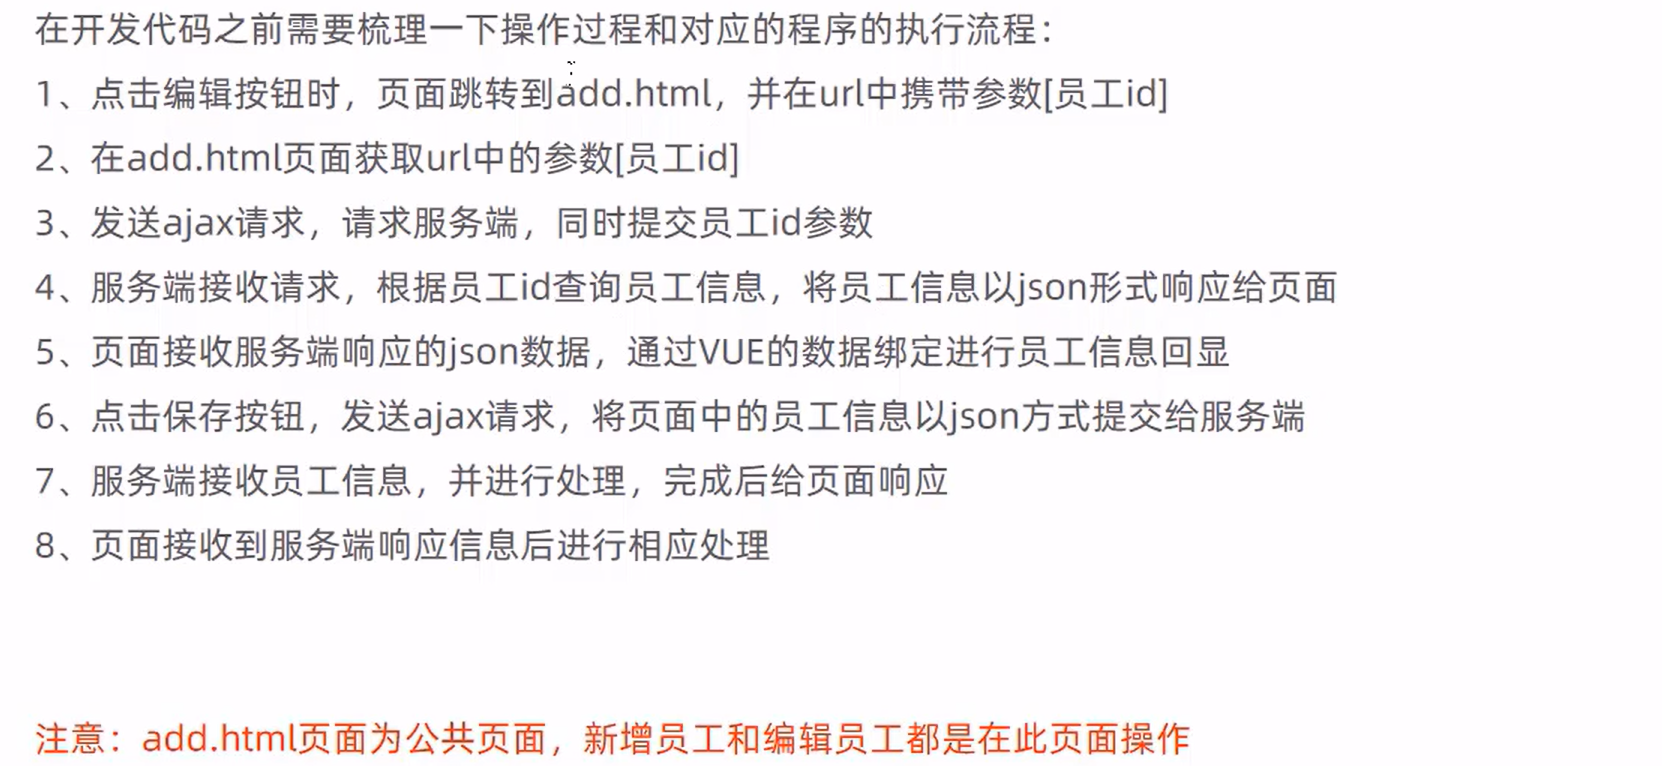 在开发代码之前需要梳理一下操作过程和对应的程序的执行流程：
1、点击编辑按钮时，页面跳转到add.html，并在url中携带参数[员工id]
2、在add.html页面获取url中的参数[员工id]
3、发送ajax请求，请求服务端，同时提交员工id参数
4、服务端接收请求，根据员工id查询员工信息，将员工信息以json形式响应给页面
5、页面接收服务端响应的json数据，通过VUE的数据绑定进行员工信息回显
6、点击保存按钮，发送ajax请求，将页面中的员工信息以json方式提交给服务端
7、服务端接收员工信息，并进行处理，完成后给页面响应
8、页面接收到服务端响应信息后进行相应处理
注意：add.html页面为公共页面，新增员工和编辑员工都是在此页面操作